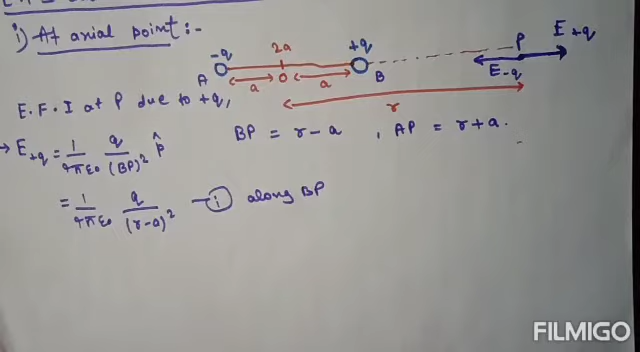 i) At axial point:-
-q 2a +q P E+q
A a O a B E-q
r
E.F.I at P due to +q,
BP = r-a , AP = r+a.
→ E+q = 1/4πε₀ q/(BP)² p̂
= 1/4πε₀ q/(r-a)² —(i) along BP
FILMIGO